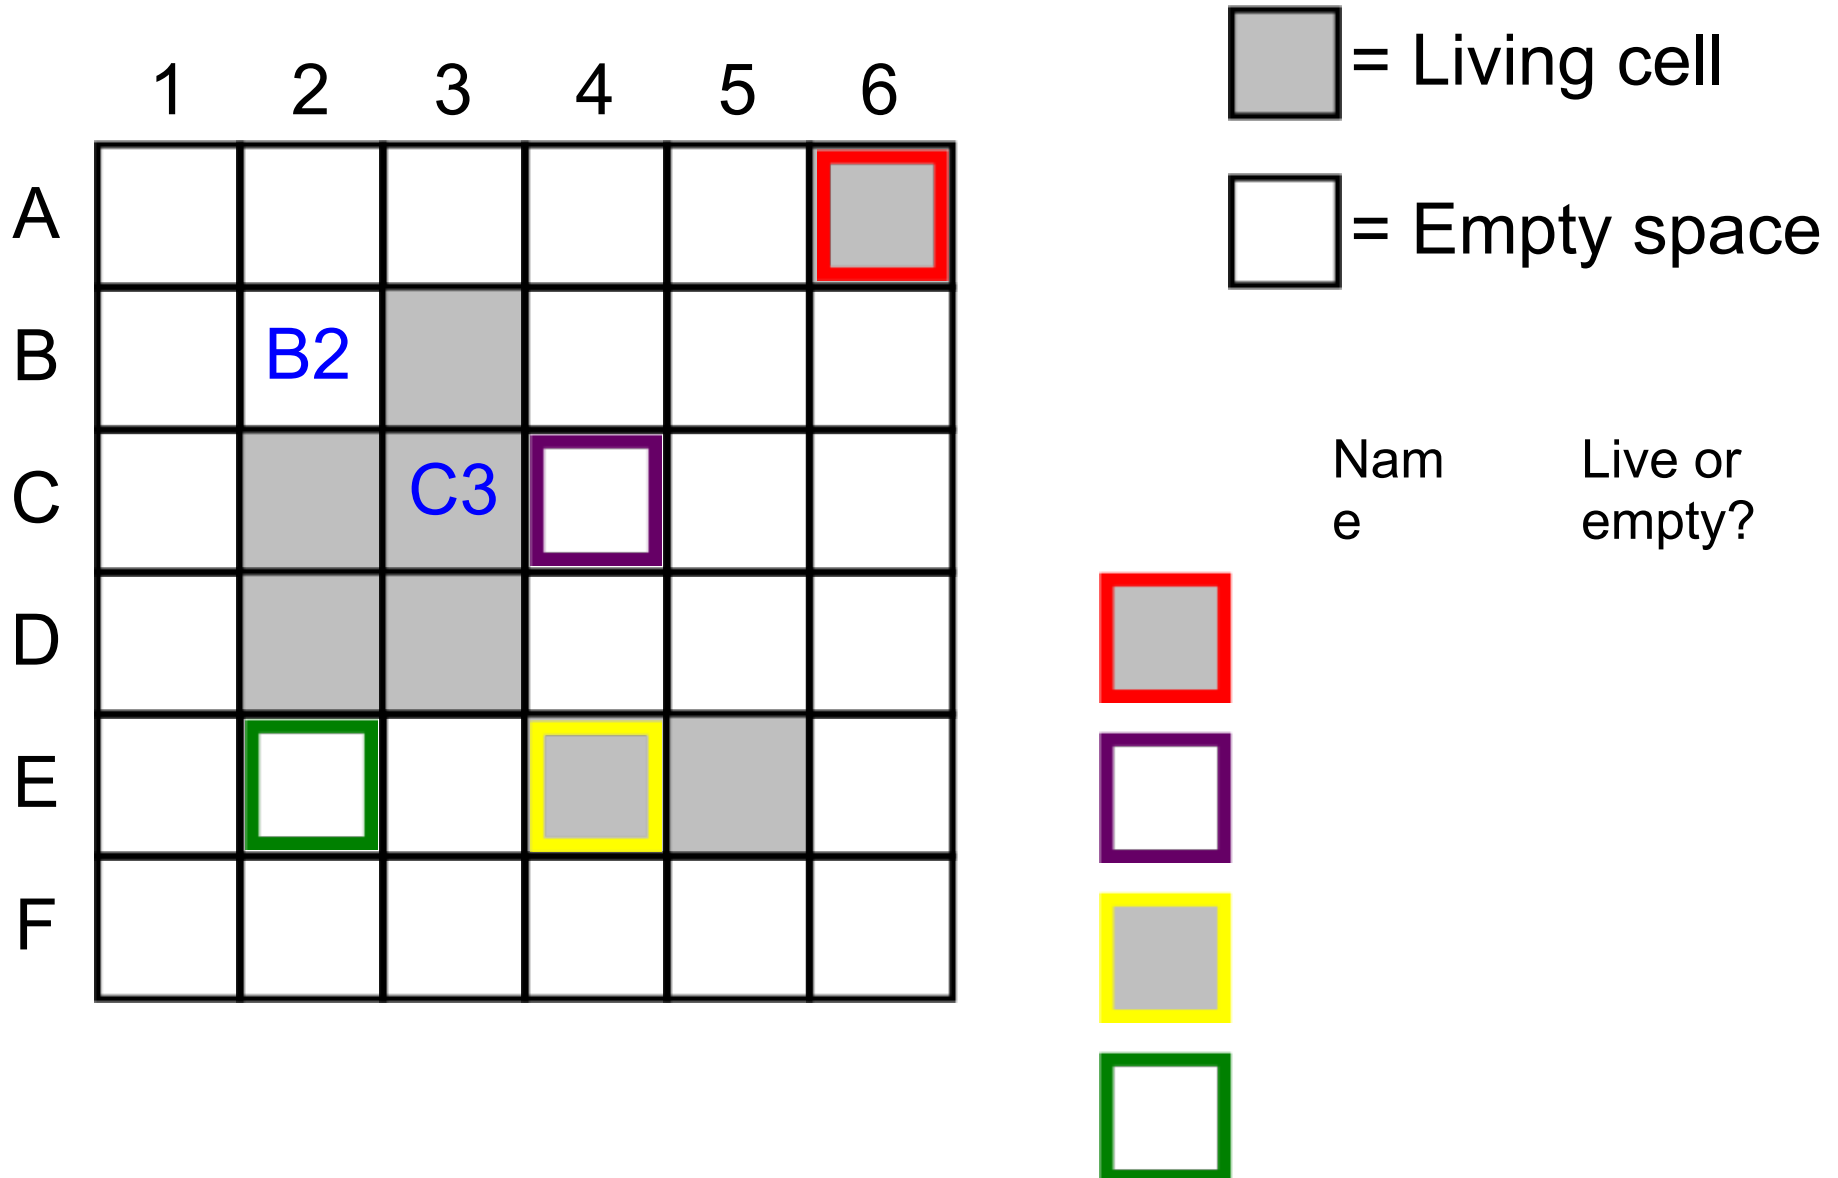 = Living cell
1 2 3 4 5 6
A
= Empty space
B B2
Nam
e
Live or
empty?
C C3
D
E
F